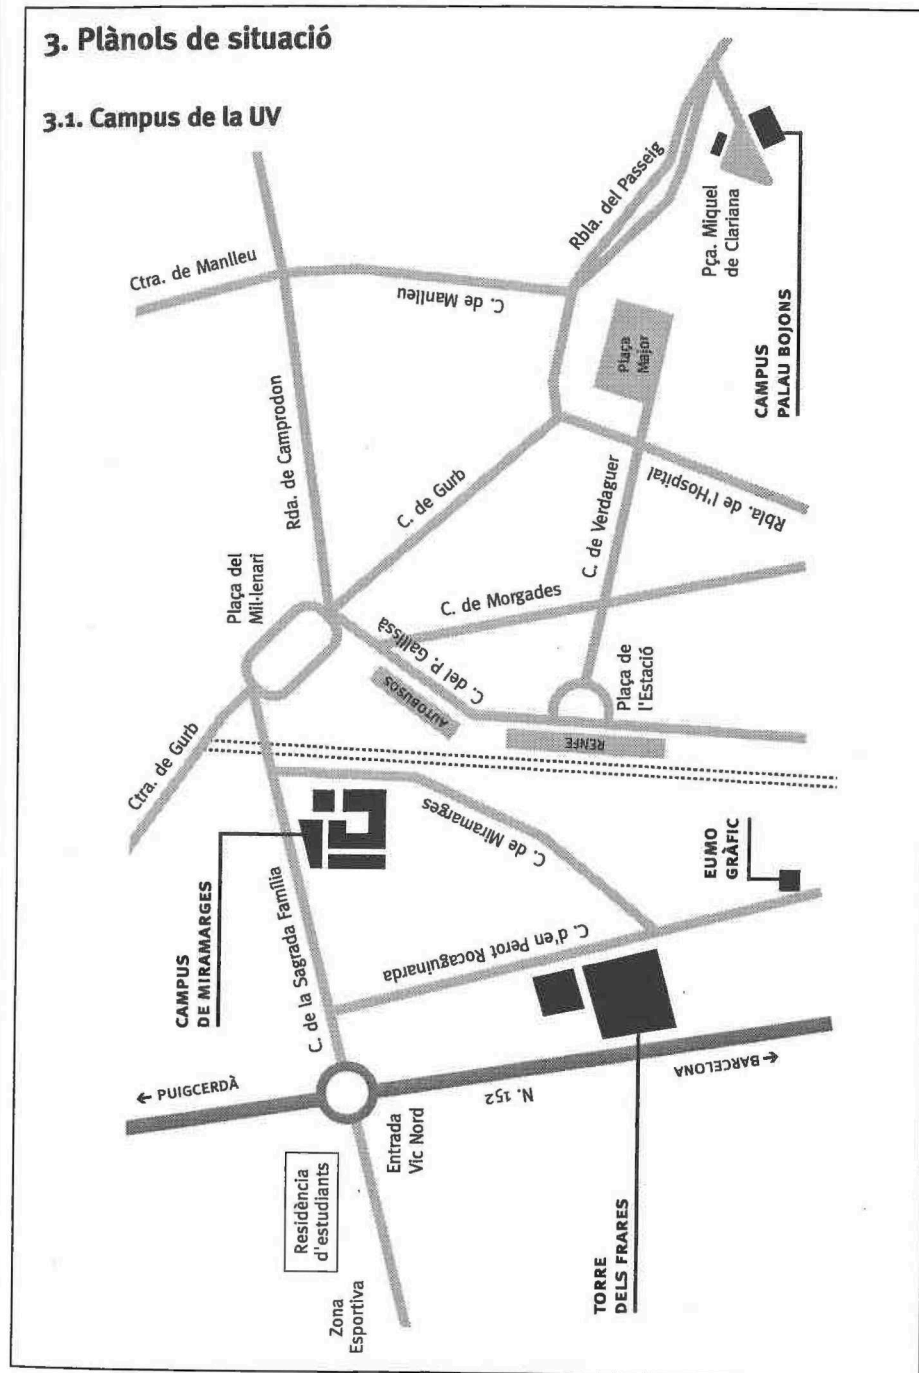 3. Plànols de situació
3.1. Campus de la UV
Ctra. de Manlleu
C. de Manlleu
Rbla. del Passeig
Pça. Miquel
de Clariana
CAMPUS
PALAU BOJONS
Plaça
Major
Rda. de Camprodon
C. de Gurb
C. de Verdaguer
Rbla. de l'Hospital
Plaça del
Mil·lenari
C. de Morgades
C. del P. Gallissà
AUTOBUSOS
Plaça de
l'Estació
RENFE
Ctra. de Gurb
C. de Miramarges
CAMPUS
DE MIRAMARGES
C. de la Sagrada Família
C. d'en Perot Rocaguinarda
EUMO
GRÀFIC
← PUIGCERDÀ
N. 152
← BARCELONA
Entrada
Vic Nord
Residència
d'estudiants
Zona
Esportiva
TORRE
DELS FRARES